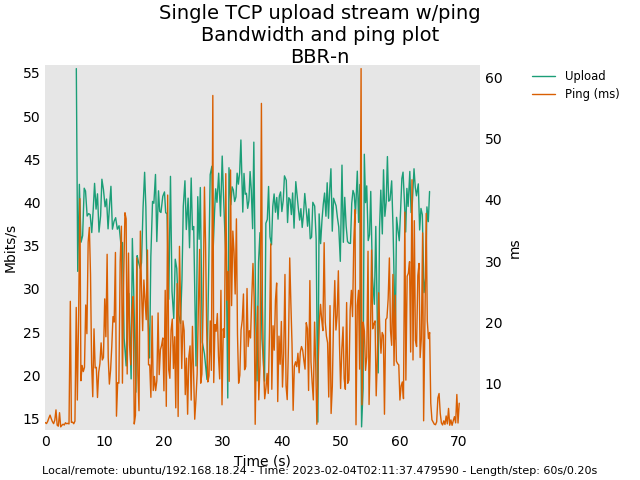 Single TCP upload stream w/ping
Bandwidth and ping plot
BBR-n
Upload
Ping (ms)
55
50
45
40
35
30
25
20
15
Mbits/s
60
50
40
30
20
10
ms
0
10
20
30
40
50
60
70
Time (s)
Local/remote: ubuntu/192.168.18.24 - Time: 2023-02-04T02:11:37.479590 - Length/step: 60s/0.20s